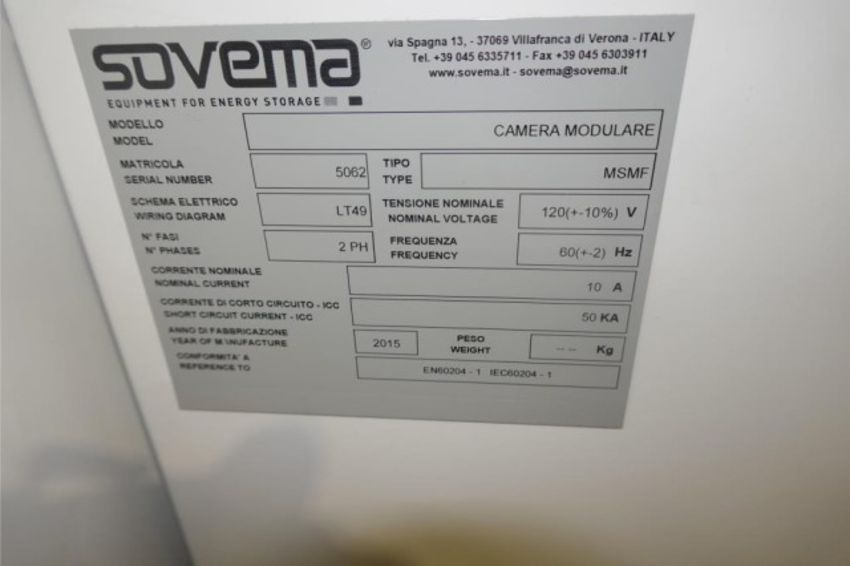 sovema® via Spagna 13, - 37069 Villafranca di Verona - ITALY
Tel. +39 045 6335711 - Fax +39 045 6303911
www.sovema.it - sovema@sovema.it
EQUIPMENT FOR ENERGY STORAGE
MODELLO
MODEL
CAMERA MODULARE
MATRICOLA
SERIAL NUMBER
5062
TIPO
TYPE
MSMF
SCHEMA ELETTRICO
WIRING DIAGRAM
LT49
TENSIONE NOMINALE
NOMINAL VOLTAGE
120(+-10%) V
N° FASI
N° PHASES
2 PH
FREQUENZA
FREQUENCY
60(+-2) Hz
CORRENTE NOMINALE
NOMINAL CURRENT
10 A
CORRENTE DI CORTO CIRCUITO - ICC
SHORT CIRCUIT CURRENT - ICC
50 KA
ANNO DI FABBRICAZIONE
YEAR OF MANUFACTURE
2015
PESO
WEIGHT
-- -- Kg
CONFORMITA' A
REFERENCE TO
EN60204 - 1 IEC60204 - 1